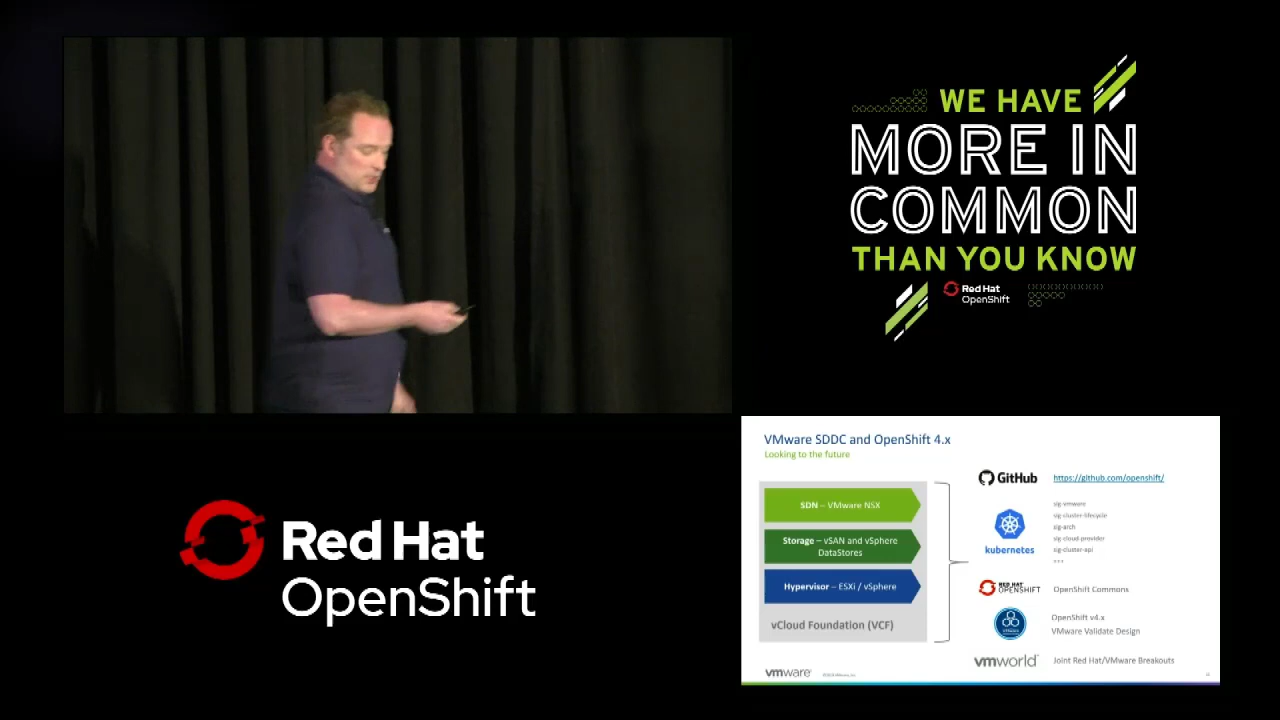 WE HAVE
MORE IN
COMMON
THAN YOU KNOW
Red Hat
OpenShift
Red Hat
OpenShift
VMware SDDC and OpenShift 4.x
Looking to the future
SDN – VMware NSX
Storage – vSAN and vSphere
DataStores
Hypervisor – ESXi / vSphere
vCloud Foundation (VCF)
GitHub
https://github.com/openshift/
kubernetes
sig-vmware
sig-cluster-lifecycle
sig-arch
sig-cloud-provider
sig-cluster-api
RED HAT
OPENSHIFT
OpenShift Commons
OpenShift v4.x
VMware Validate Design
vmworld
Joint Red Hat/VMware Breakouts
vmware